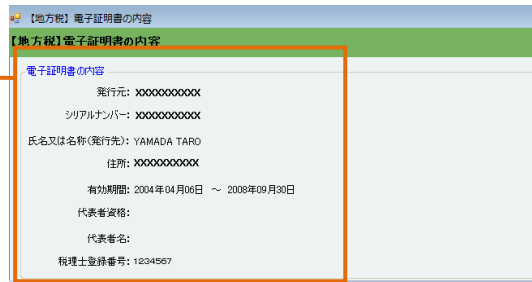 【地方税】電子証明書の内容
【地方税】電子証明書の内容
電子証明書の内容
発行元: XXXXXXXXXX
シリアルナンバー: XXXXXXXXXX
氏名又は名称(発行先): YAMADA TARO
住所: XXXXXXXXXX
有効期間: 2004年04月06日 ～ 2008年09月30日
代表者資格:
代表者名:
税理士登録番号: 1234567